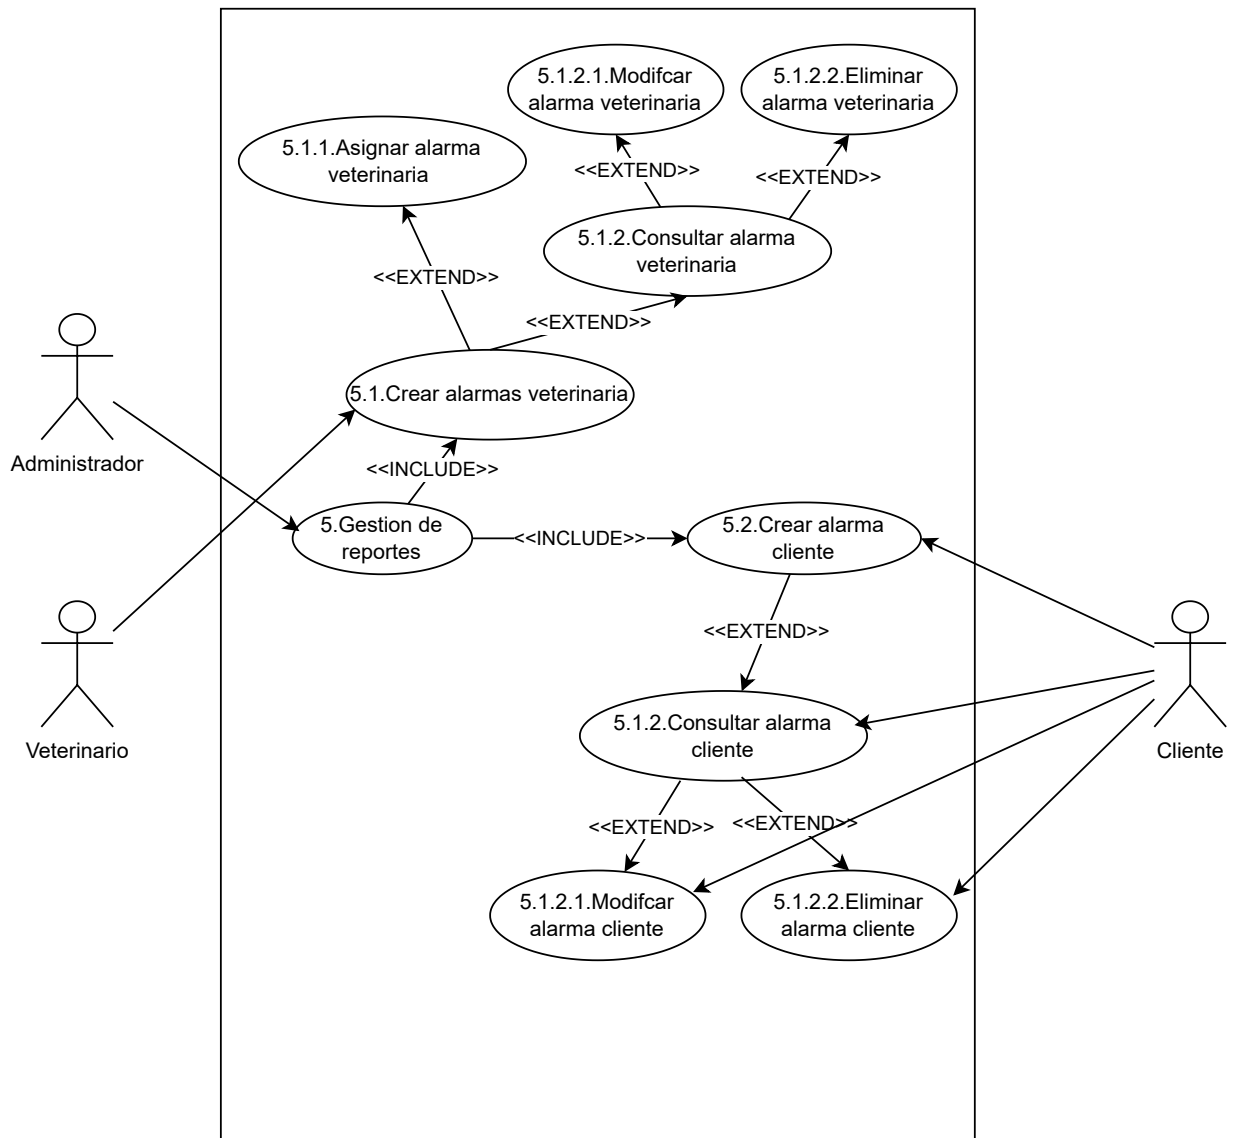 5.1.2.1.Modifcar
alarma veterinaria
5.1.2.2.Eliminar
alarma veterinaria
5.1.1.Asignar alarma
veterinaria
<<EXTEND>>
<<EXTEND>>
5.1.2.Consultar alarma
veterinaria
<<EXTEND>>
<<EXTEND>>
5.1.Crear alarmas veterinaria
Administrador
<<INCLUDE>>
5.Gestion de
reportes
<<INCLUDE>>
5.2.Crear alarma
cliente
<<EXTEND>>
Veterinario
5.1.2.Consultar alarma
cliente
Cliente
<<EXTEND>>
<<EXTEND>>
5.1.2.1.Modifcar
alarma cliente
5.1.2.2.Eliminar
alarma cliente